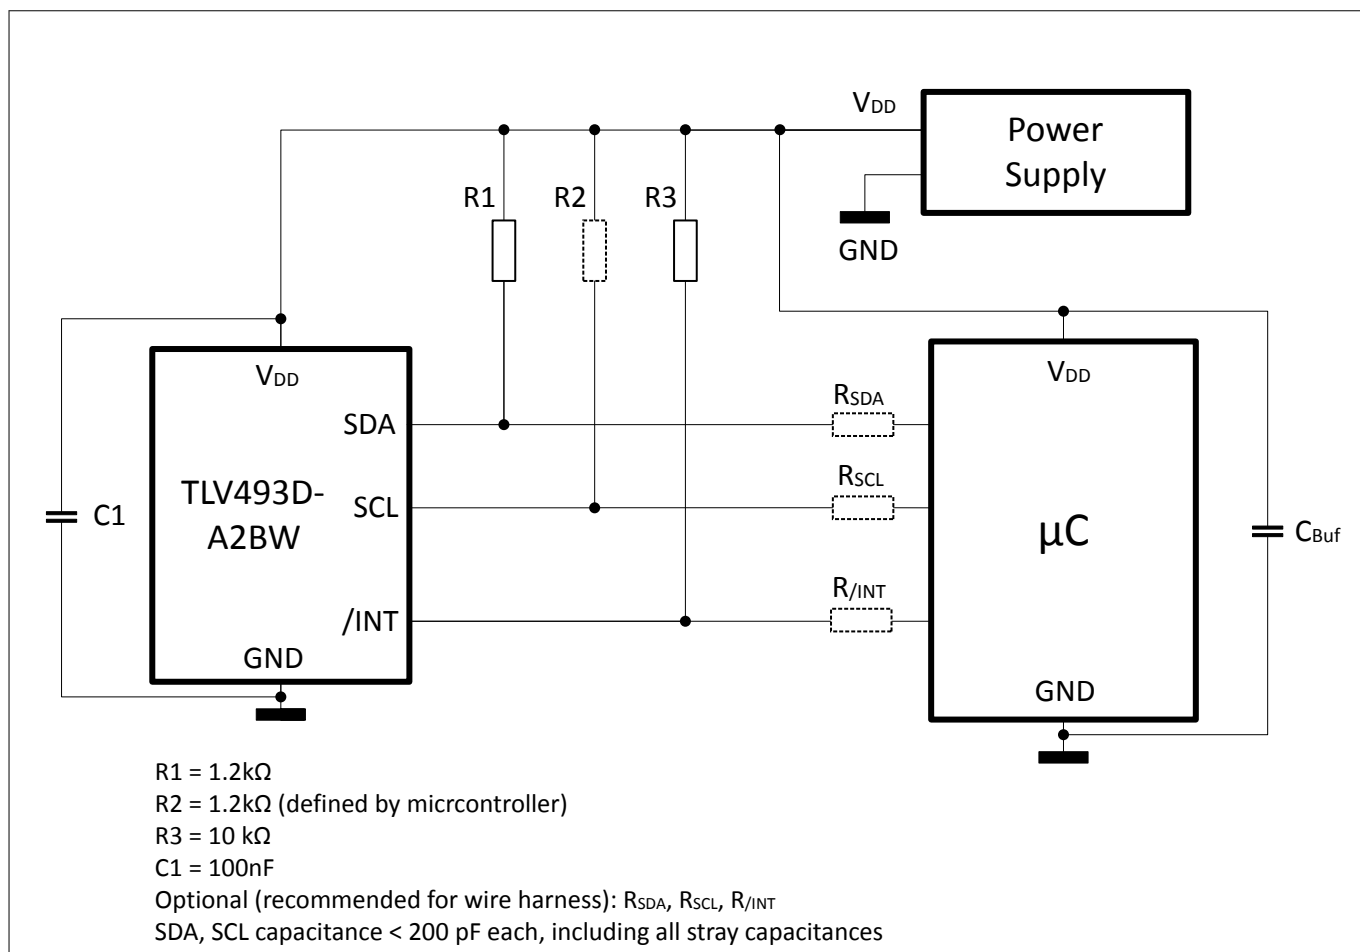 VDD
Power
Supply
R1
R2
R3
GND
VDD
VDD
RSDA
SDA
TLV493D-
A2BW
RSCL
SCL
C1
µC
CBuf
R/INT
/INT
GND
GND
R1 = 1.2kΩ
R2 = 1.2kΩ (defined by micrcontroller)
R3 = 10 kΩ
C1 = 100nF
Optional (recommended for wire harness): RSDA, RSCL, R/INT
SDA, SCL capacitance < 200 pF each, including all stray capacitances